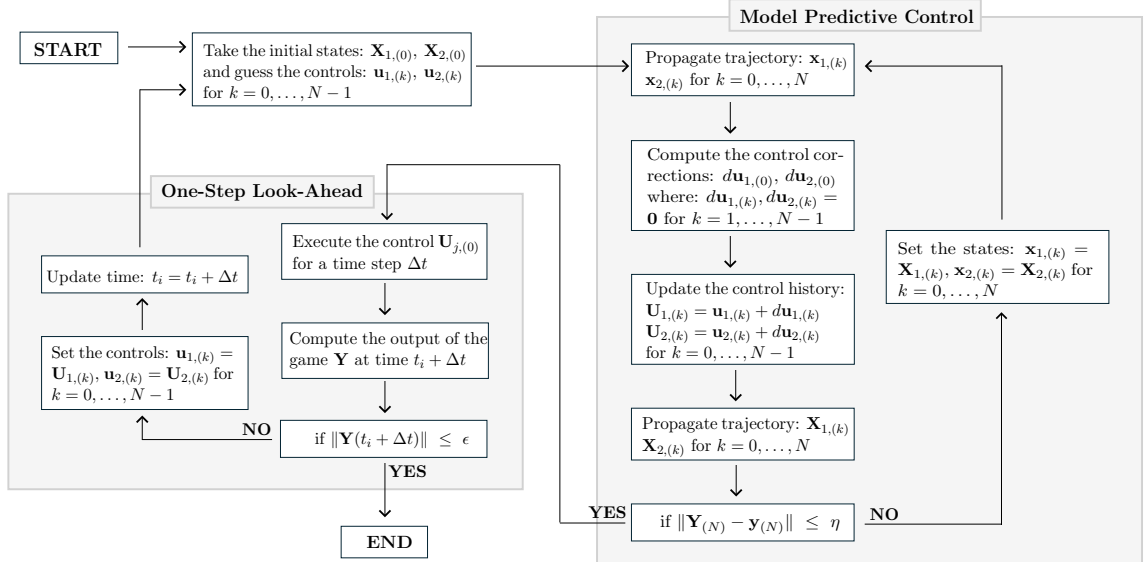 START
Take the initial states: X₁,₍₀₎, X₂,₍₀₎
and guess the controls: u₁,₍ₖ₎, u₂,₍ₖ₎
for k = 0, . . . , N − 1
Model Predictive Control
Propagate trajectory: x₁,₍ₖ₎
x₂,₍ₖ₎ for k = 0, . . . , N
Compute the control cor-
rections: du₁,₍₀₎, du₂,₍₀₎
where: du₁,₍ₖ₎, du₂,₍ₖ₎ =
0 for k = 1, . . . , N − 1
Update the control history:
U₁,₍ₖ₎ = u₁,₍ₖ₎ + du₁,₍ₖ₎
U₂,₍ₖ₎ = u₂,₍ₖ₎ + du₂,₍ₖ₎
for k = 0, . . . , N − 1
Propagate trajectory: X₁,₍ₖ₎
X₂,₍ₖ₎ for k = 0, . . . , N
if ‖Y₍N₎ − y₍N₎‖ ≤ η
YES
NO
Set the states: x₁,₍ₖ₎ =
X₁,₍ₖ₎, x₂,₍ₖ₎ = X₂,₍ₖ₎ for
k = 0, . . . , N
One-Step Look-Ahead
Execute the control Uⱼ,₍₀₎
for a time step Δt
Compute the output of the
game Y at time tᵢ + Δt
if ‖Y(tᵢ + Δt)‖ ≤ ϵ
NO
YES
Set the controls: u₁,₍ₖ₎ =
U₁,₍ₖ₎, u₂,₍ₖ₎ = U₂,₍ₖ₎ for
k = 0, . . . , N − 1
Update time: tᵢ = tᵢ + Δt
END